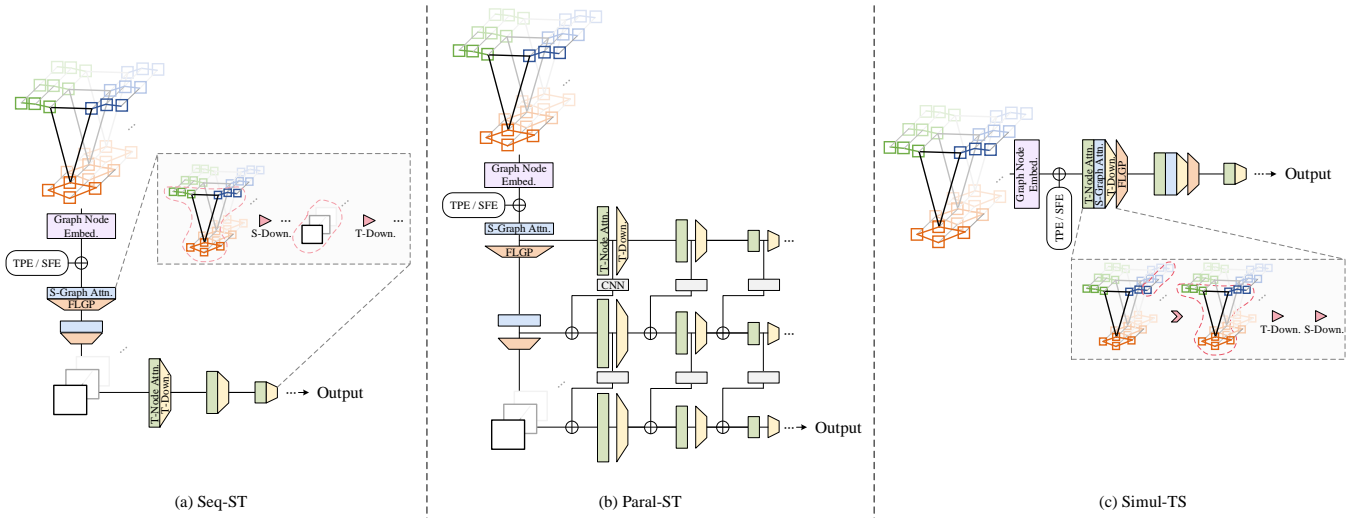 Graph Node
Embed.
TPE / SFE
S-Graph Attn.
FLGP
S-Down.
...
T-Down.
...
T-Node Attn.
T-Down.
...
Output
(a) Seq-ST
Graph Node
Embed.
TPE / SFE
S-Graph Attn.
FLGP
T-Node Attn.
T-Down.
...
CNN
...
...
Output
(b) Paral-ST
Graph Node
Embed.
TPE / SFE
T-Node Attn.
S-Graph Attn.
T-Down.
FLGP
...
Output
T-Down.
S-Down.
...
(c) Simul-TS